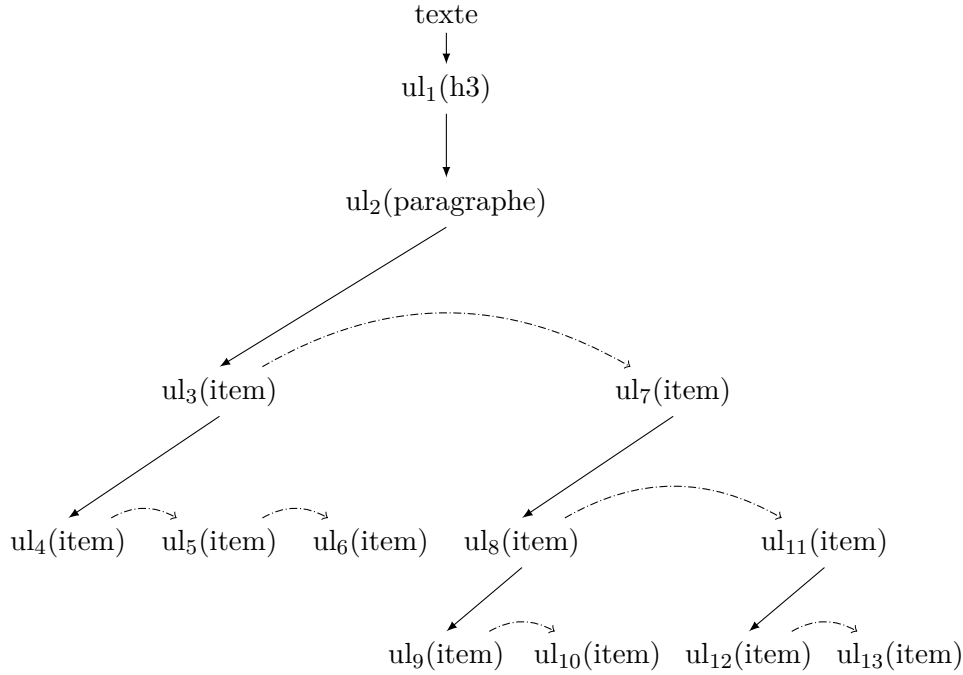 texte
ul₁(h3)
ul₂(paragraphe)
ul₃(item) ul₇(item)
ul₄(item) ul₅(item) ul₆(item) ul₈(item) ul₁₁(item)
ul₉(item) ul₁₀(item) ul₁₂(item) ul₁₃(item)